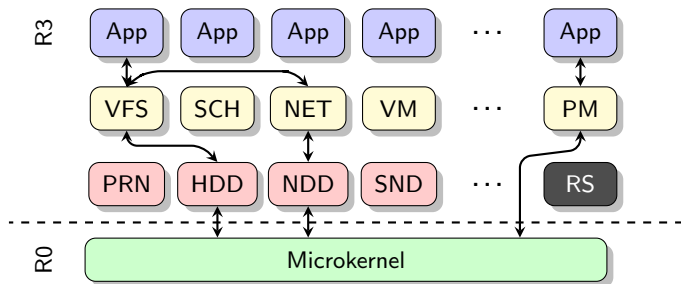 R3
App App App App ... App
VFS SCH NET VM ... PM
PRN HDD NDD SND ... RS
R0
Microkernel